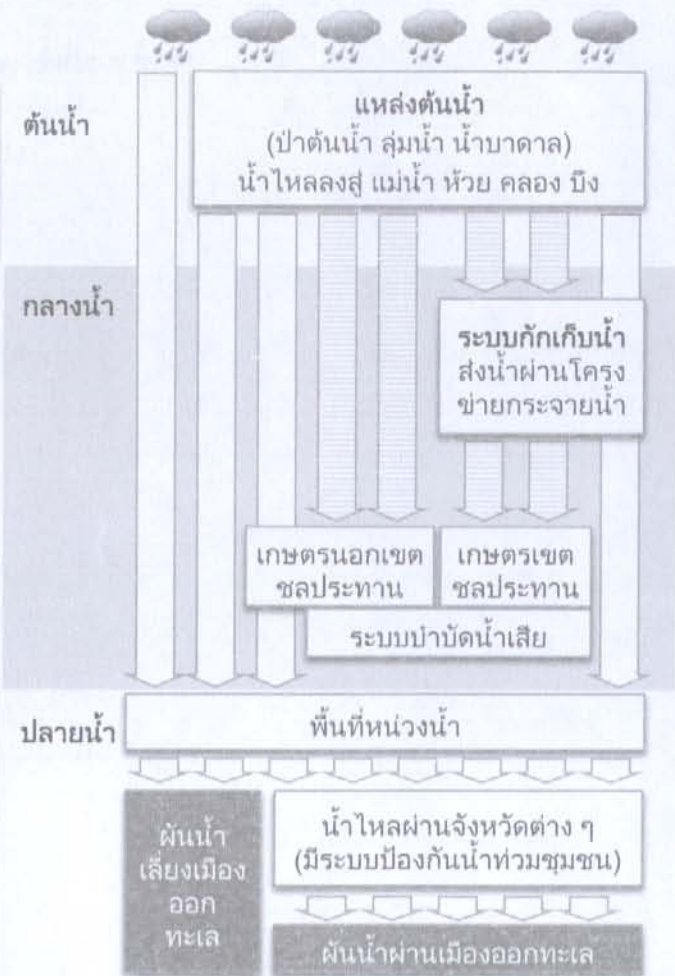 ต้นน้ำ
แหล่งต้นน้ำ
(ป่าต้นน้ำ ลุ่มน้ำ น้ำบาดาล)
น้ำไหลลงสู่ แม่น้ำ ห้วย คลอง บึง
กลางน้ำ
ระบบกักเก็บน้ำ
ส่งน้ำผ่านโครง
ข่ายกระจายน้ำ
เกษตรนอกเขต
ชลประทาน
เกษตรเขต
ชลประทาน
ระบบบำบัดน้ำเสีย
ปลายน้ำ
พื้นที่หน่วงน้ำ
ผันน้ำ
เลี่ยงเมือง
ออก
ทะเล
น้ำไหลผ่านจังหวัดต่าง ๆ
(มีระบบป้องกันน้ำท่วมชุมชน)
ผันน้ำผ่านเมืองออกทะเล